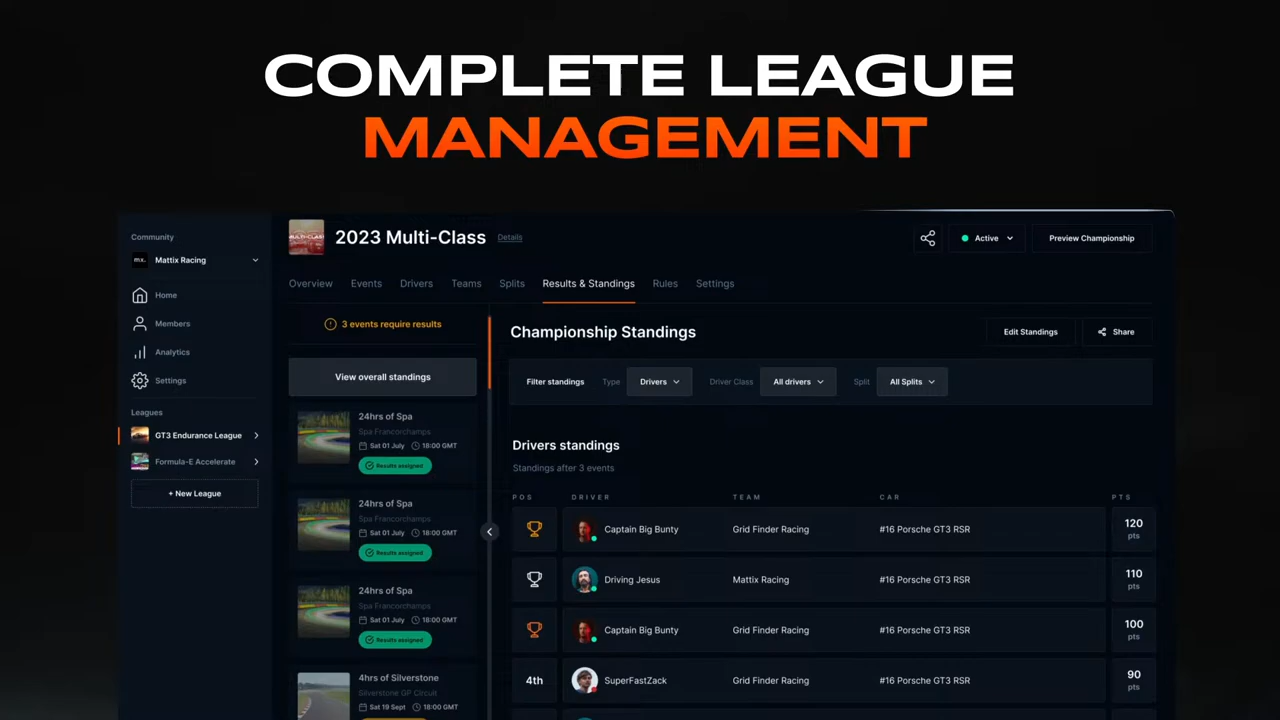 COMPLETE LEAGUE
MANAGEMENT
Community
mx. Mattix Racing
Home
Members
Analytics
Settings
Leagues
GT3 Endurance League
Formula-E Accelerate
+ New League
MULTI-CLASS
2023 Multi-Class Details
Active
Preview Championship
Overview Events Drivers Teams Splits Results & Standings Rules Settings
3 events require results
View overall standings
24hrs of Spa
Spa Francorchamps
Sat 01 July 18:00 GMT
Results assigned
24hrs of Spa
Spa Francorchamps
Sat 01 July 18:00 GMT
Results assigned
24hrs of Spa
Spa Francorchamps
Sat 01 July 18:00 GMT
Results assigned
4hrs of Silverstone
Silverstone GP Circuit
Sat 19 Sept 18:00 GMT
Championship Standings
Edit Standings Share
Filter standings Type Drivers Driver Class All drivers Split All Splits
Drivers standings
Standings after 3 events
POS DRIVER TEAM CAR PTS
Captain Big Bunty Grid Finder Racing #16 Porsche GT3 RSR 120 pts
Driving Jesus Mattix Racing #16 Porsche GT3 RSR 110 pts
Captain Big Bunty Grid Finder Racing #16 Porsche GT3 RSR 100 pts
4th SuperFastZack Grid Finder Racing #16 Porsche GT3 RSR 90 pts